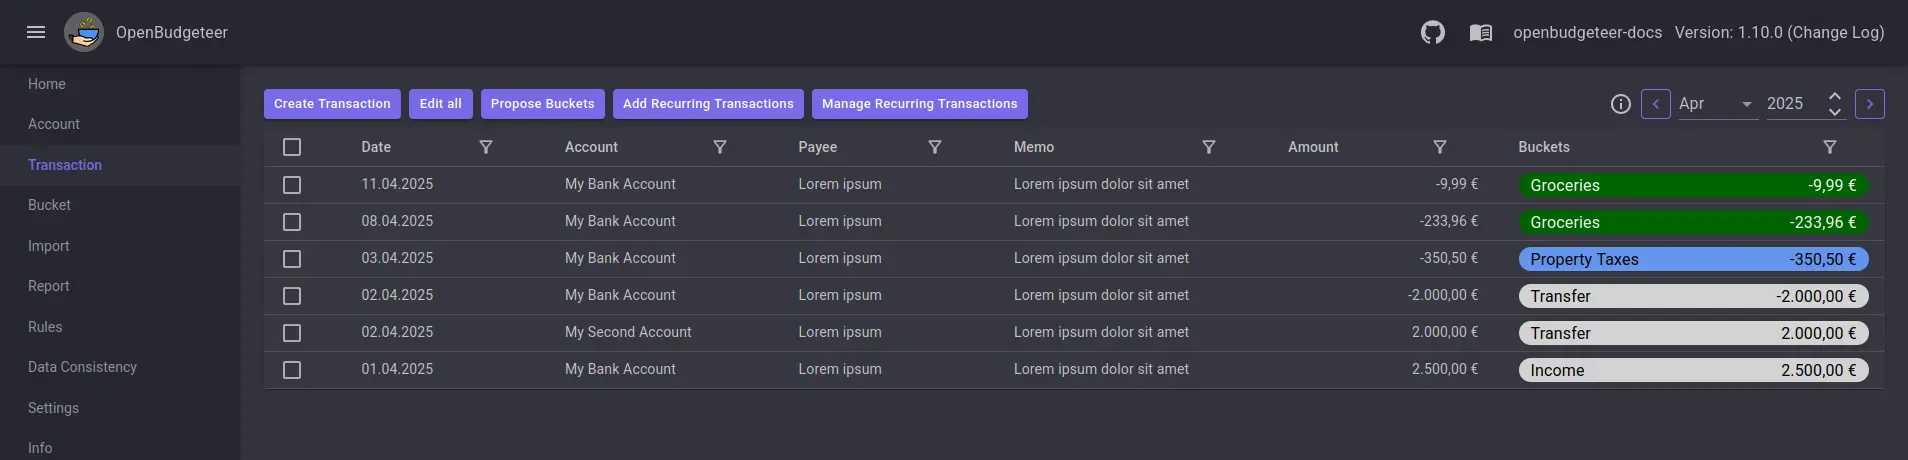 OpenBudgeteer openbudgeteer-docs Version: 1.10.0 (Change Log)
Home
Account
Transaction
Bucket
Import
Report
Rules
Data Consistency
Settings
Info
Create Transaction Edit all Propose Buckets Add Recurring Transactions Manage Recurring Transactions Apr 2025
Date Account Payee Memo Amount Buckets
11.04.2025 My Bank Account Lorem ipsum Lorem ipsum dolor sit amet -9,99 € Groceries -9,99 €
08.04.2025 My Bank Account Lorem ipsum Lorem ipsum dolor sit amet -233,96 € Groceries -233,96 €
03.04.2025 My Bank Account Lorem ipsum Lorem ipsum dolor sit amet -350,50 € Property Taxes -350,50 €
02.04.2025 My Bank Account Lorem ipsum Lorem ipsum dolor sit amet -2.000,00 € Transfer -2.000,00 €
02.04.2025 My Second Account Lorem ipsum Lorem ipsum dolor sit amet 2.000,00 € Transfer 2.000,00 €
01.04.2025 My Bank Account Lorem ipsum Lorem ipsum dolor sit amet 2.500,00 € Income 2.500,00 €